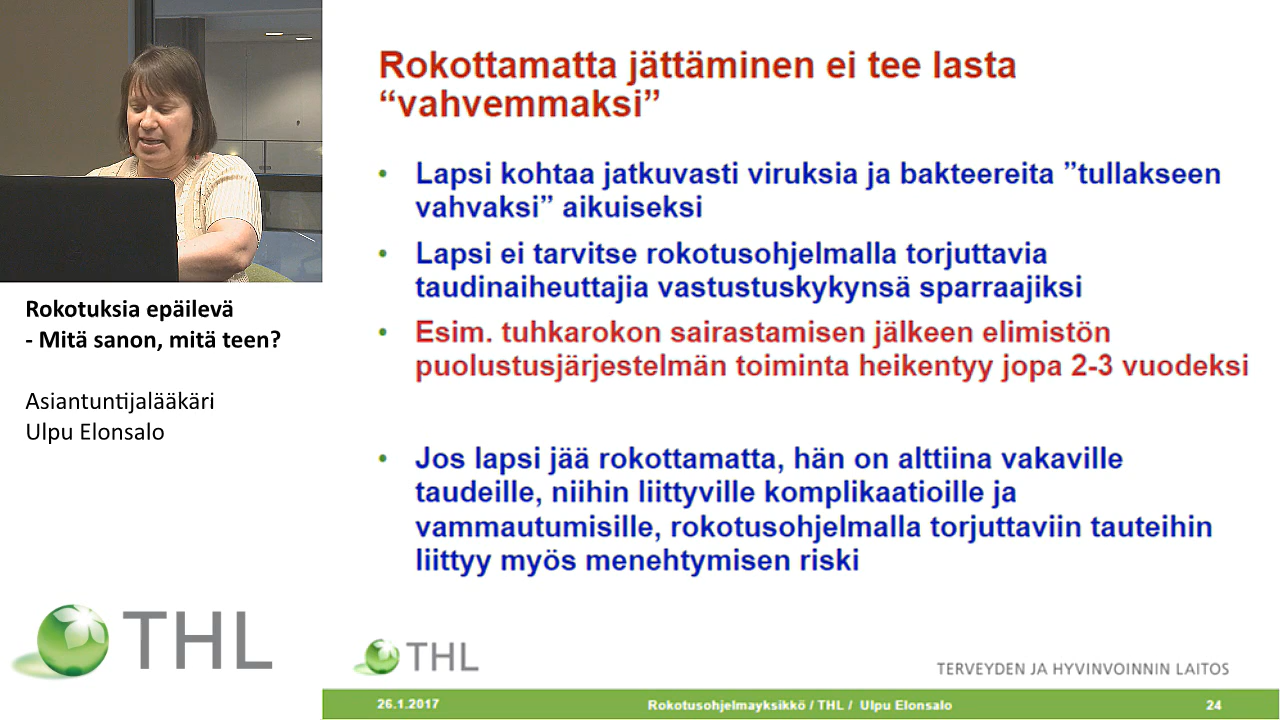 Rokotuksia epäilevä
- Mitä sanon, mitä teen?
Asiantuntijalääkäri
Ulpu Elonsalo
THL
Rokottamatta jättäminen ei tee lasta
“vahvemmaksi”
• Lapsi kohtaa jatkuvasti viruksia ja bakteereita ”tullakseen
vahvaksi” aikuiseksi
• Lapsi ei tarvitse rokotusohjelmalla torjuttavia
taudinaiheuttajia vastustuskykynsä sparraajiksi
• Esim. tuhkarokon sairastamisen jälkeen elimistön
puolustusjärjestelmän toiminta heikentyy jopa 2-3 vuodeksi
• Jos lapsi jää rokottamatta, hän on alttiina vakaville
taudeille, niihin liittyville komplikaatioille ja
vammautumisille, rokotusohjelmalla torjuttaviin tauteihin
liittyy myös menehtymisen riski
THL
TERVEYDEN JA HYVINVOINNIN LAITOS
26.1.2017 Rokotusohjelmayksikkö / THL / Ulpu Elonsalo 24